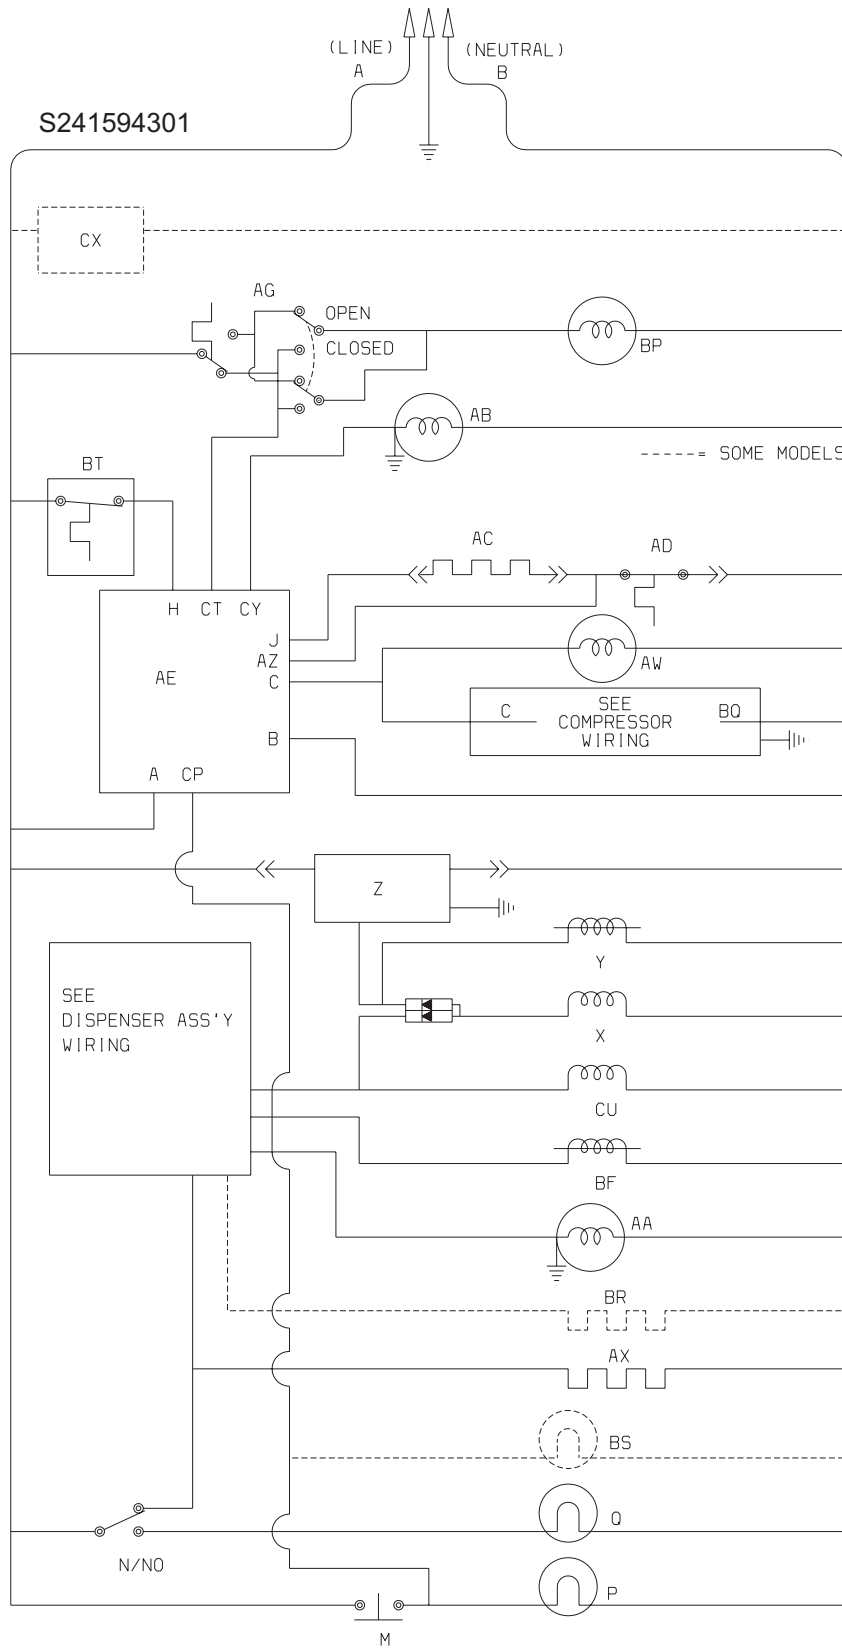 (LINE)
A
(NEUTRAL)
B
S241594301
CX
AG
OPEN
CLOSED
BP
AB
-----= SOME MODELS
BT
AC
AD
H CT CY
J
AZ
C
AE
AW
C
SEE
COMPRESSOR
WIRING
BQ
B
A CP
Z
Y
SEE
DISPENSER ASS'Y
WIRING
X
CU
BF
AA
BR
AX
BS
Q
N/NO
P
M